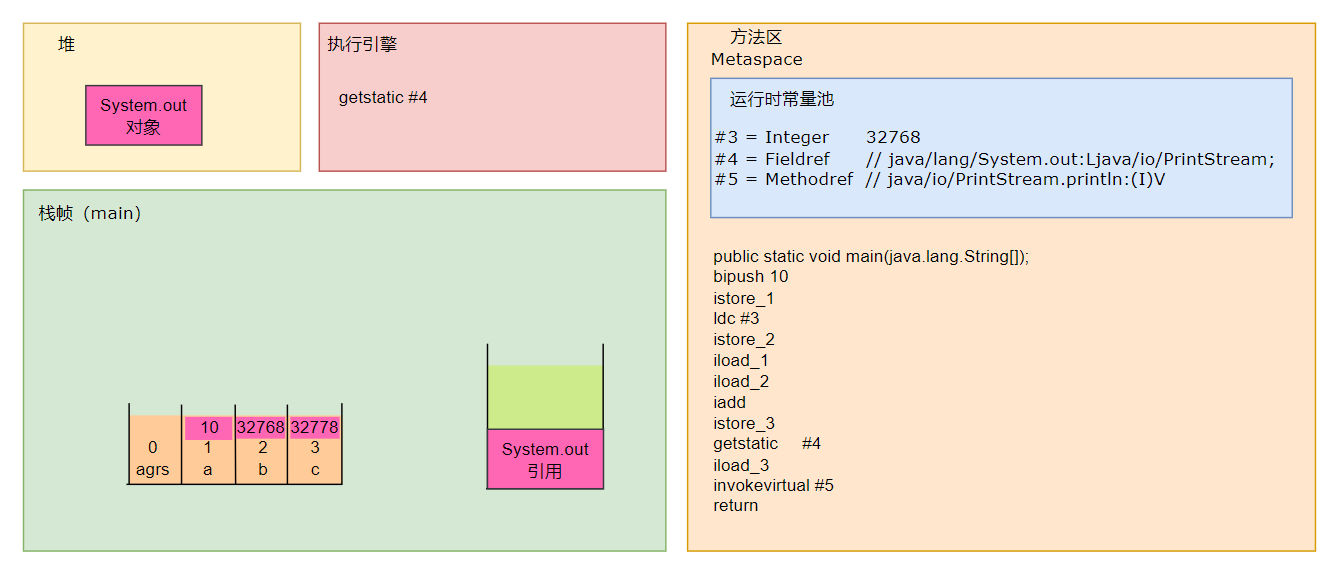 堆
System.out
对象
执行引擎
getstatic #4
栈帧（main）
10
32768
32778
0
1
2
3
agrs
a
b
c
System.out
引用
方法区
Metaspace
运行时常量池
#3 = Integer 32768
#4 = Fieldref // java/lang/System.out:Ljava/io/PrintStream;
#5 = Methodref // java/io/PrintStream.println:(I)V
public static void main(java.lang.String[]);
bipush 10
istore_1
ldc #3
istore_2
iload_1
iload_2
iadd
istore_3
getstatic #4
iload_3
invokevirtual #5
return